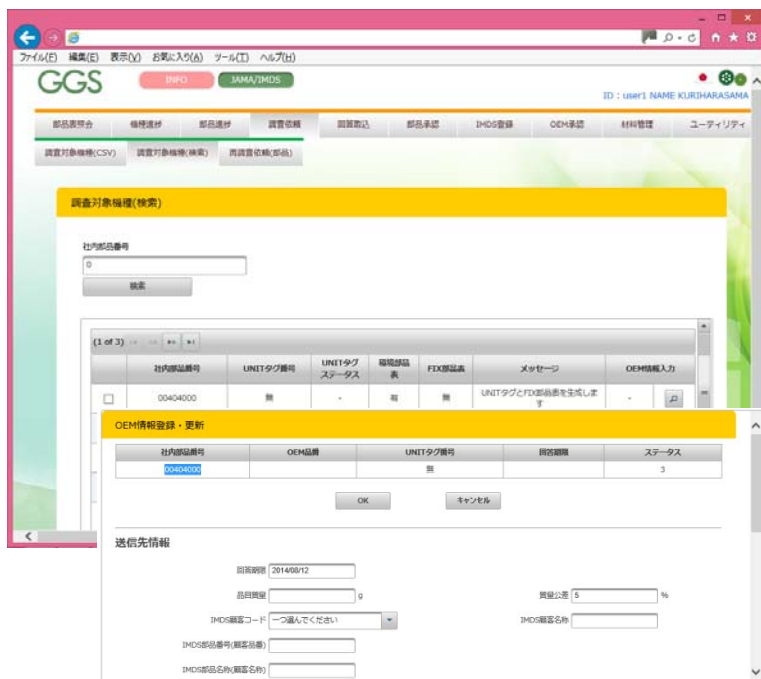 ファイル(F) 編集(E) 表示(V) お気に入り(A) ツール(T) ヘルプ(H)
GGS INFO JAMA/IMDS
ID : user1 NAME KURIHARASAMA
部品表照会 機種進捗 部品進捗 調査依頼 回答取込 部品承認 IMDS登録 OEM承認 材料管理 ユーティリティ
調査対象機種(CSV) 調査対象機種(検索) 再調査依頼(部品)
調査対象機種(検索)
社内部品番号
0
検索
(1 of 3)
社内部品番号 UNITタグ番号 UNITタグ ステータス 環境部品表 FIX部品表 メッセージ OEM情報入力
00404000 無 - 有 無 UNITタグとFIX部品表を生成します -
OEM情報登録・更新
社内部品番号 OEM品番 UNITタグ番号 回答期限 ステータス
00404000 無 3
OK キャンセル
送信先情報
回答期限 2014/08/12
品目質量 g 質量公差 5 %
IMDS顧客コード 一つ選んでください IMDS顧客名称
IMDS部品番号(顧客品番)
IMDS部品名称(顧客名称)